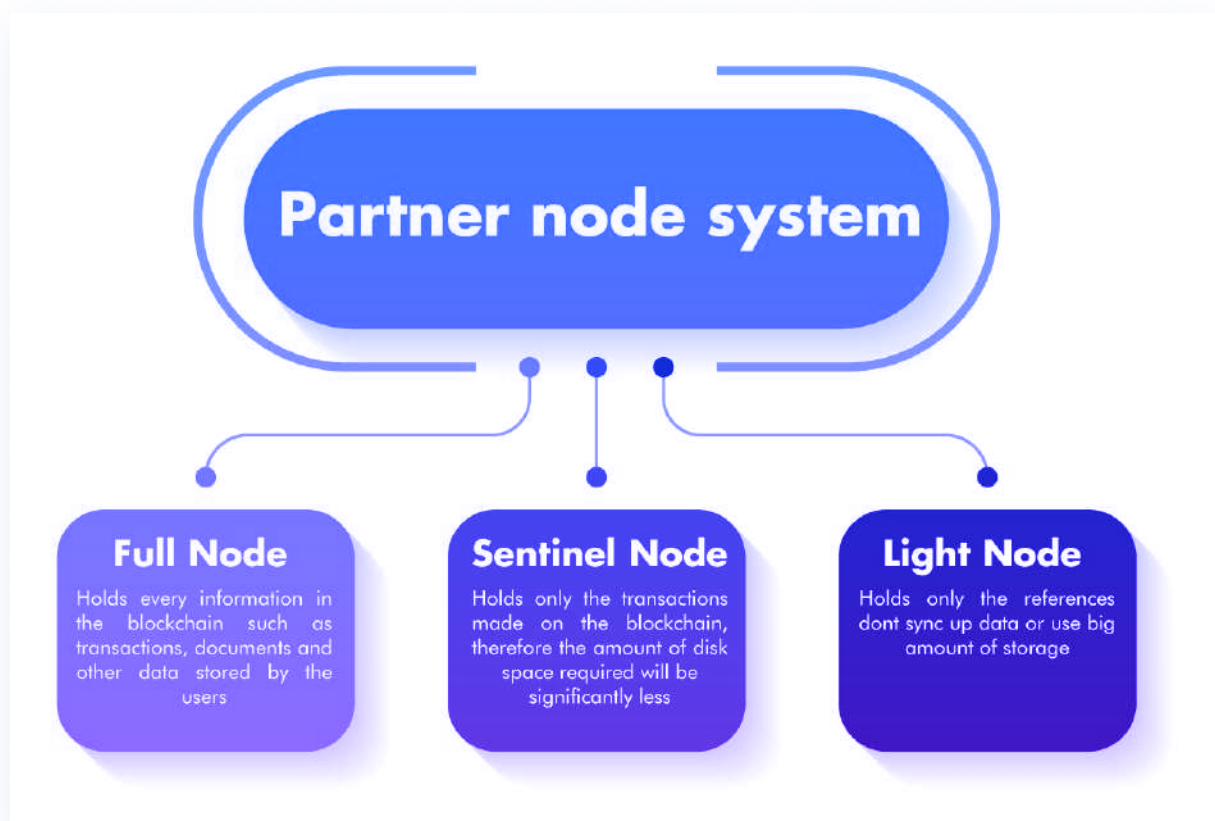 Partner node system
Full Node
Holds every information in
the blockchain such as
transactions, documents and
other data stored by the
users
Sentinel Node
Holds only the transactions
made on the blockchain,
therefore the amount of disk
space required will be
significantly less
Light Node
Holds only the references
dont sync up data or use big
amount of storage